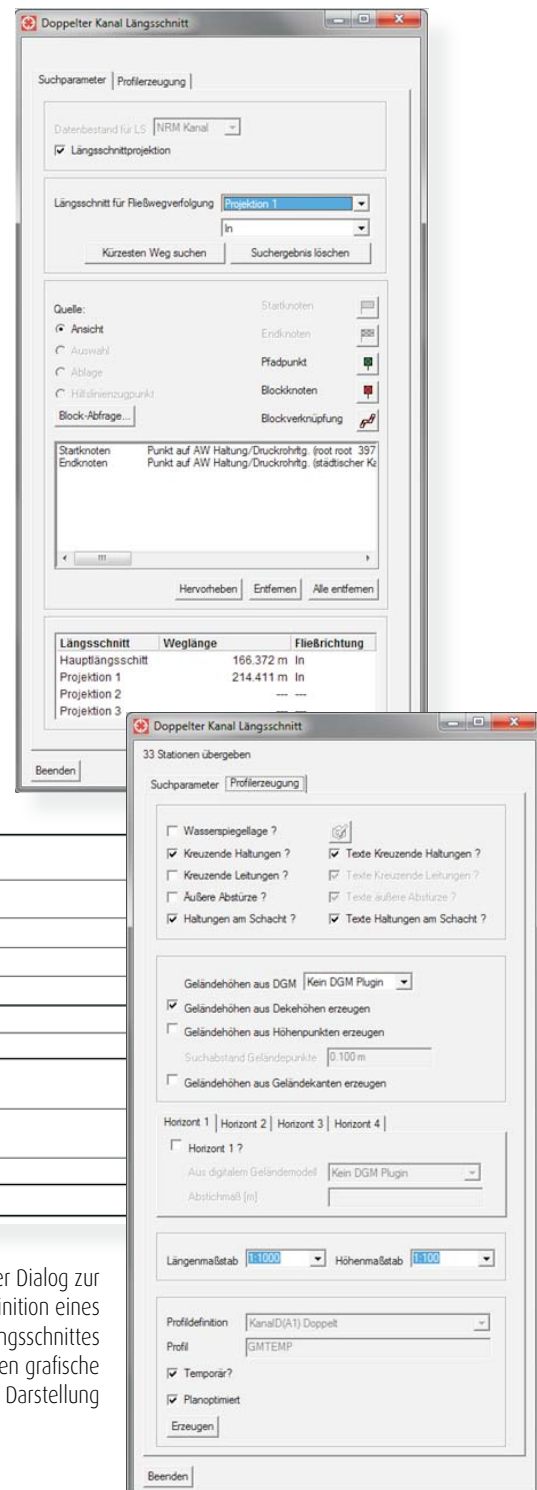 Doppelter Kanal Längsschnitt
Suchparameter Profilerzeugung
Datenbestand für LS NRM Kanal
Längsschnittprojektion
Längsschnitt für Fließwegverfolgung Projektion 1
In
Kürzesten Weg suchen Suchergebnis löschen
Quelle:
Ansicht
Auswahl
Ablage
Hilfslinienzugpunkt
Block-Abfrage...
Startknoten
Endknoten
Pfadpunkt
Blockknoten
Blockverknüpfung
Startknoten Punkt auf AW Haltung/Druckrohrltg. (root root 397
Endknoten Punkt auf AW Haltung/Druckrohrltg. (städtischer Ka
Hervorheben Entfernen Alle entfernen
Längsschnitt Weglänge Fließrichtung
Hauptlängsschitt 166.372 m In
Projektion 1 214.411 m In
Projektion 2 --- ---
Projektion 3 --- ---
Beenden
Doppelter Kanal Längsschnitt
33 Stationen übergeben
Suchparameter Profilerzeugung
Wasserspiegellage ?
Kreuzende Haltungen ? Texte Kreuzende Haltungen ?
Kreuzende Leitungen ? Texte Kreuzende Leitungen ?
Äußere Abstürze ? Texte äußere Abstürze ?
Haltungen am Schacht ? Texte Haltungen am Schacht ?
Geländehöhen aus DGM Kein DGM Plugin
Geländehöhen aus Dekehöhen erzeugen
Geländehöhen aus Höhenpunkten erzeugen
Suchabstand Geländepunkte 0.100 m
Geländehöhen aus Geländekanten erzeugen
Horizont 1 Horizont 2 Horizont 3 Horizont 4
Horizont 1 ?
Aus digitalem Geländemodell Kein DGM Plugin
Abstichmaß [m]
Längenmaßstab 1:1000 Höhenmaßstab 1:100
Profildefinition KanalD(A1) Doppelt
Profil GMTEMP
Temporär?
Planoptimiert
Erzeugen
Beenden
er Dialog zur
inition eines
ngsschnittes
en grafische
Darstellung